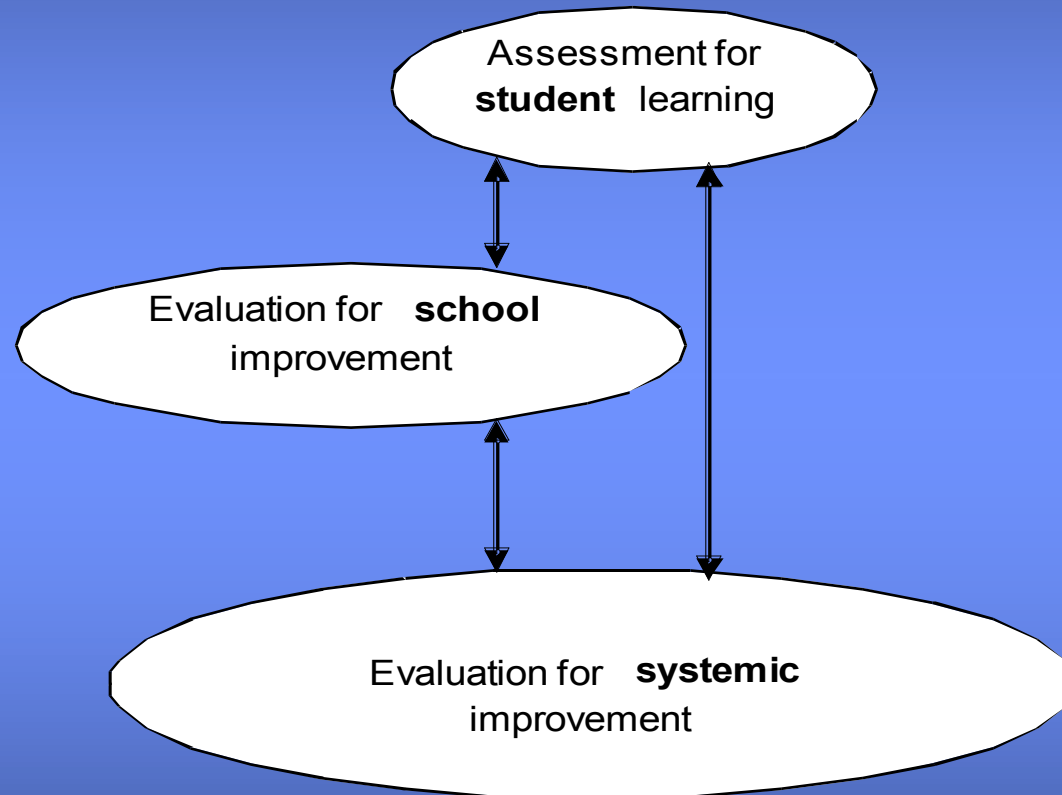 Assessment for
student learning
Evaluation for school
improvement
Evaluation for systemic
improvement